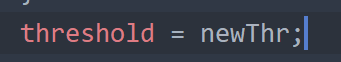 threshold = newThr;